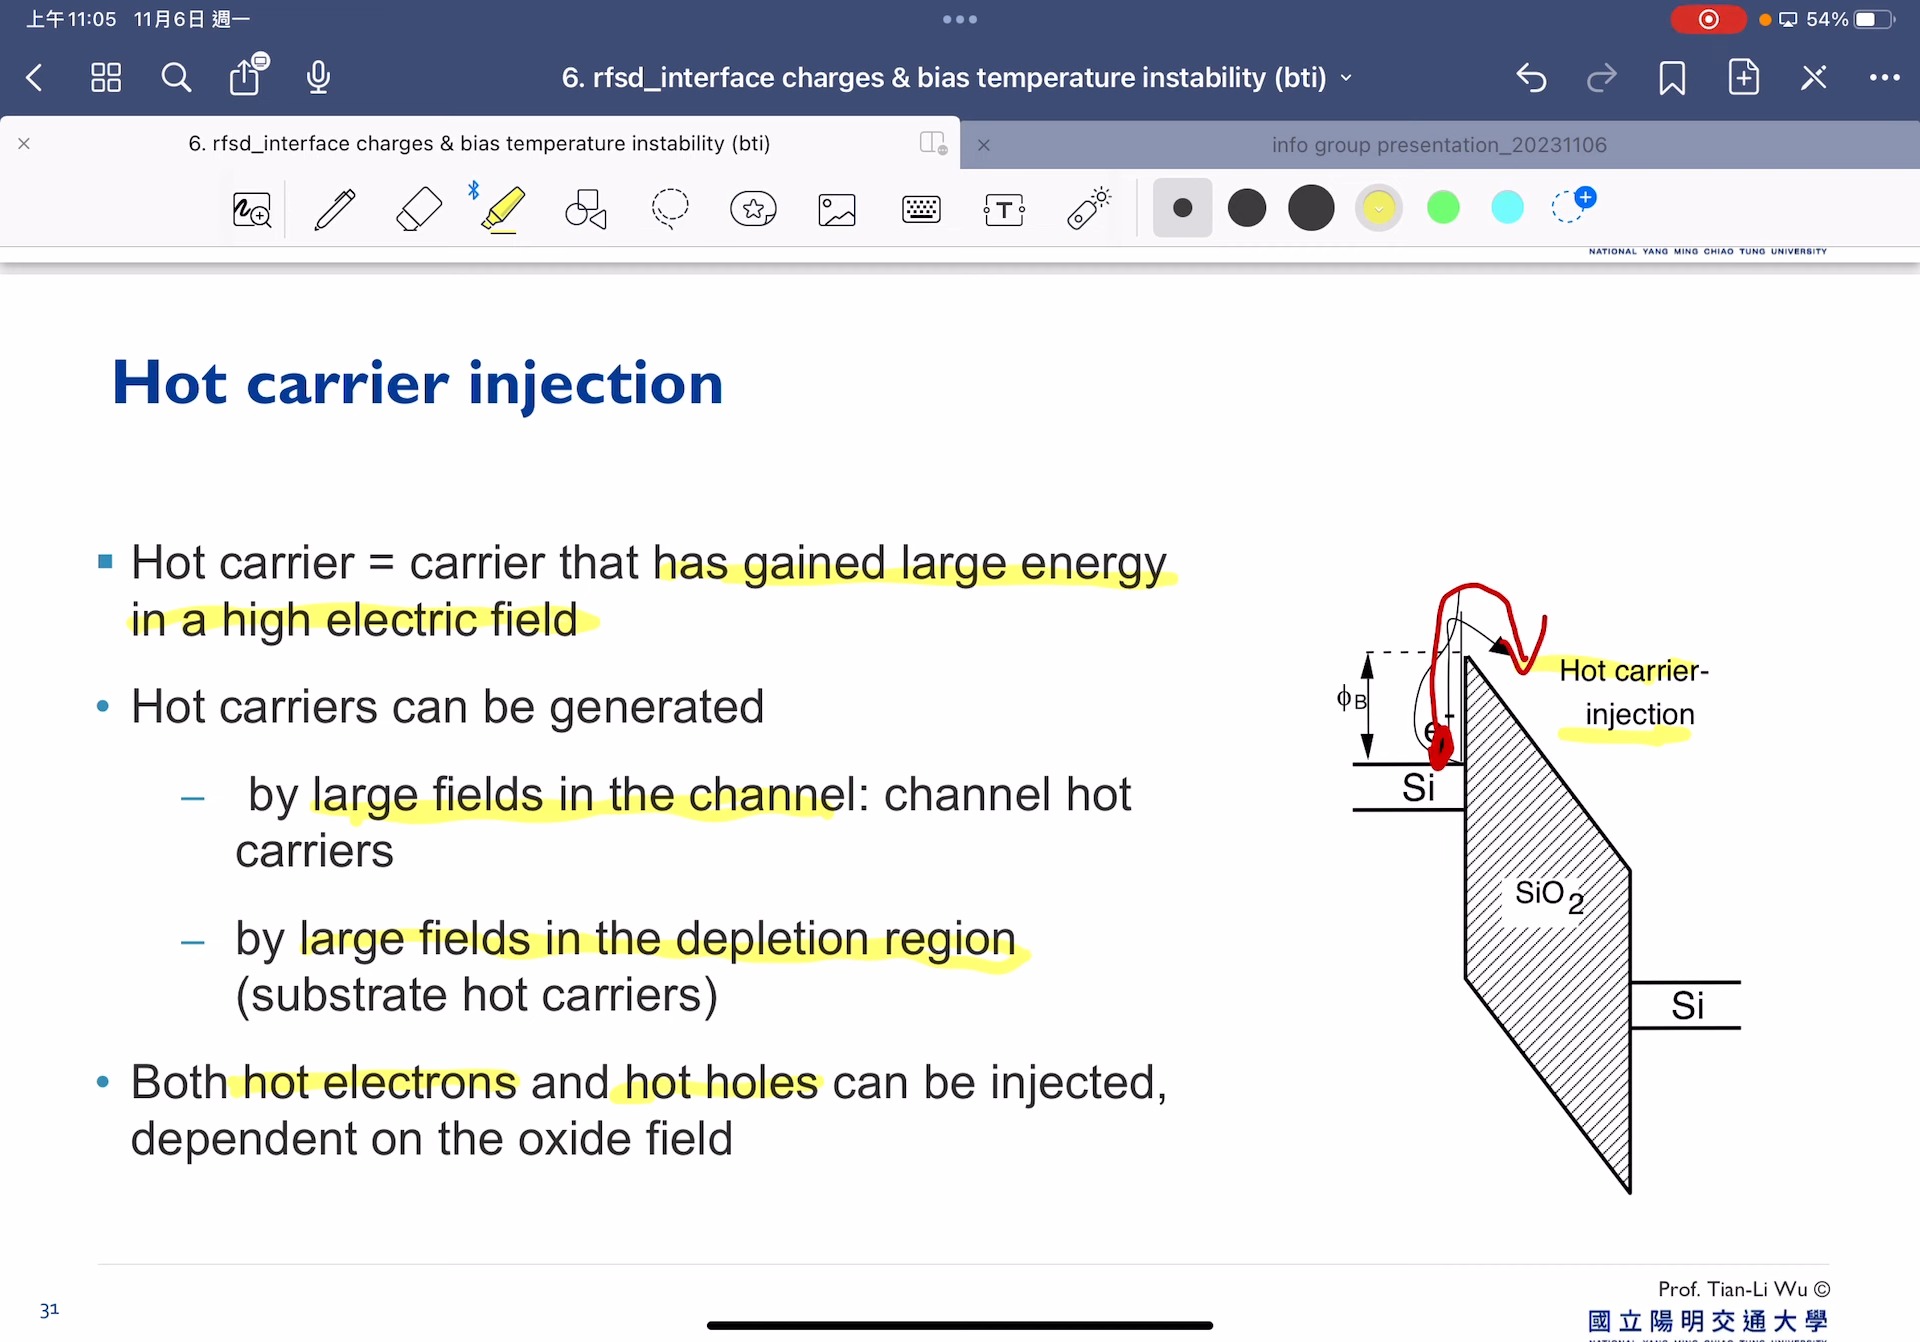 上午11:05 11月6日 週一
54%
6. rfsd_interface charges & bias temperature instability (bti)
6. rfsd_interface charges & bias temperature instability (bti)
info group presentation_20231106
NATIONAL YANG MING CHIAO TUNG UNIVERSITY
Hot carrier injection
Hot carrier = carrier that has gained large energy
in a high electric field
Hot carriers can be generated
– by large fields in the channel: channel hot
carriers
– by large fields in the depletion region
(substrate hot carriers)
Both hot electrons and hot holes can be injected,
dependent on the oxide field
ϕB
e-
Si
Hot carrier-
injection
SiO2
Si
31
Prof. Tian-Li Wu ©
國立陽明交通大學